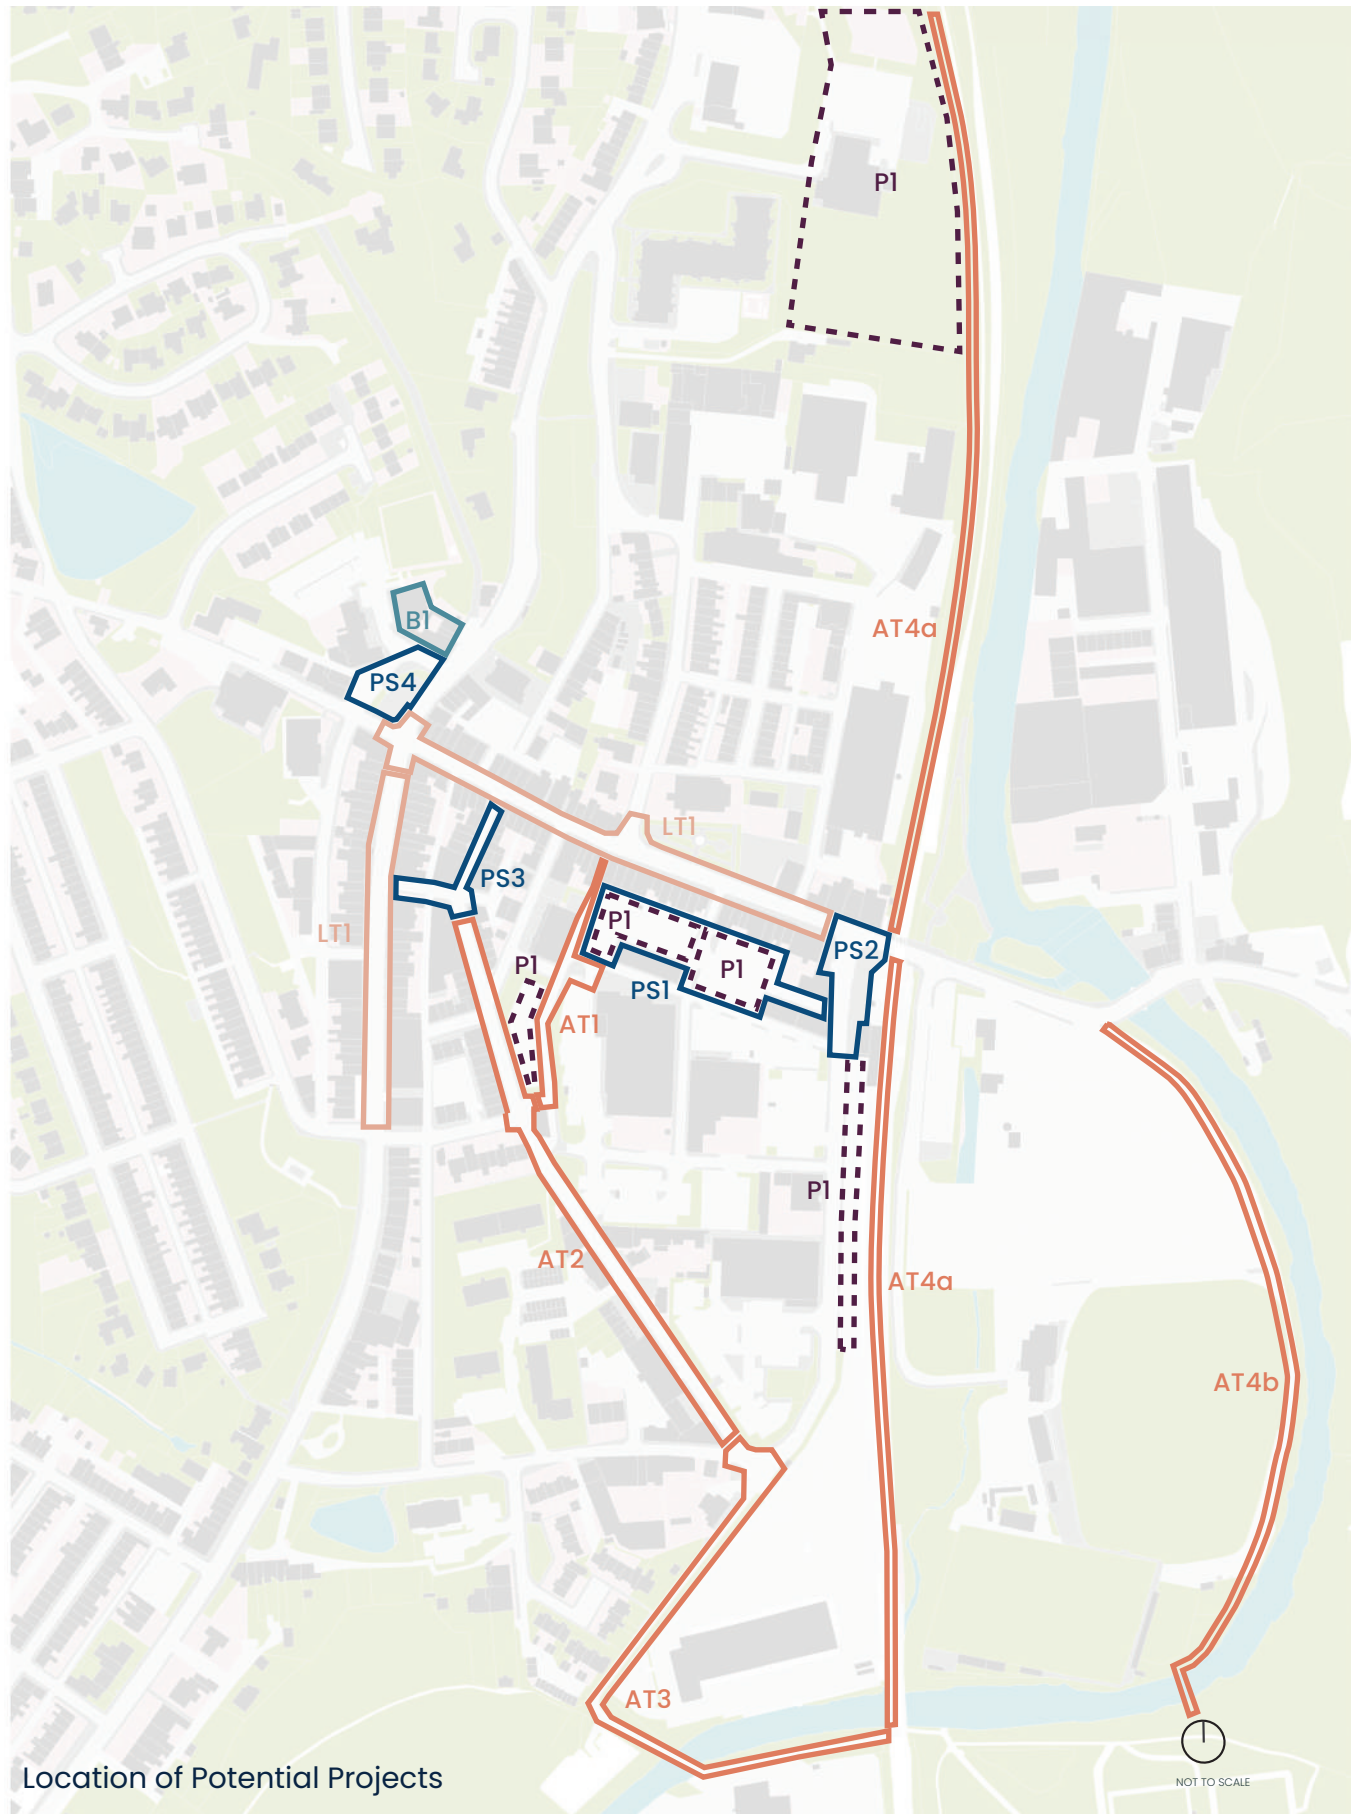 P1
B1
AT4a
PS4
LT1
PS3
LT1
P1
PS2
P1
P1
PS1
AT1
P1
AT2
AT4a
AT4b
AT3
Location of Potential Projects
NOT TO SCALE